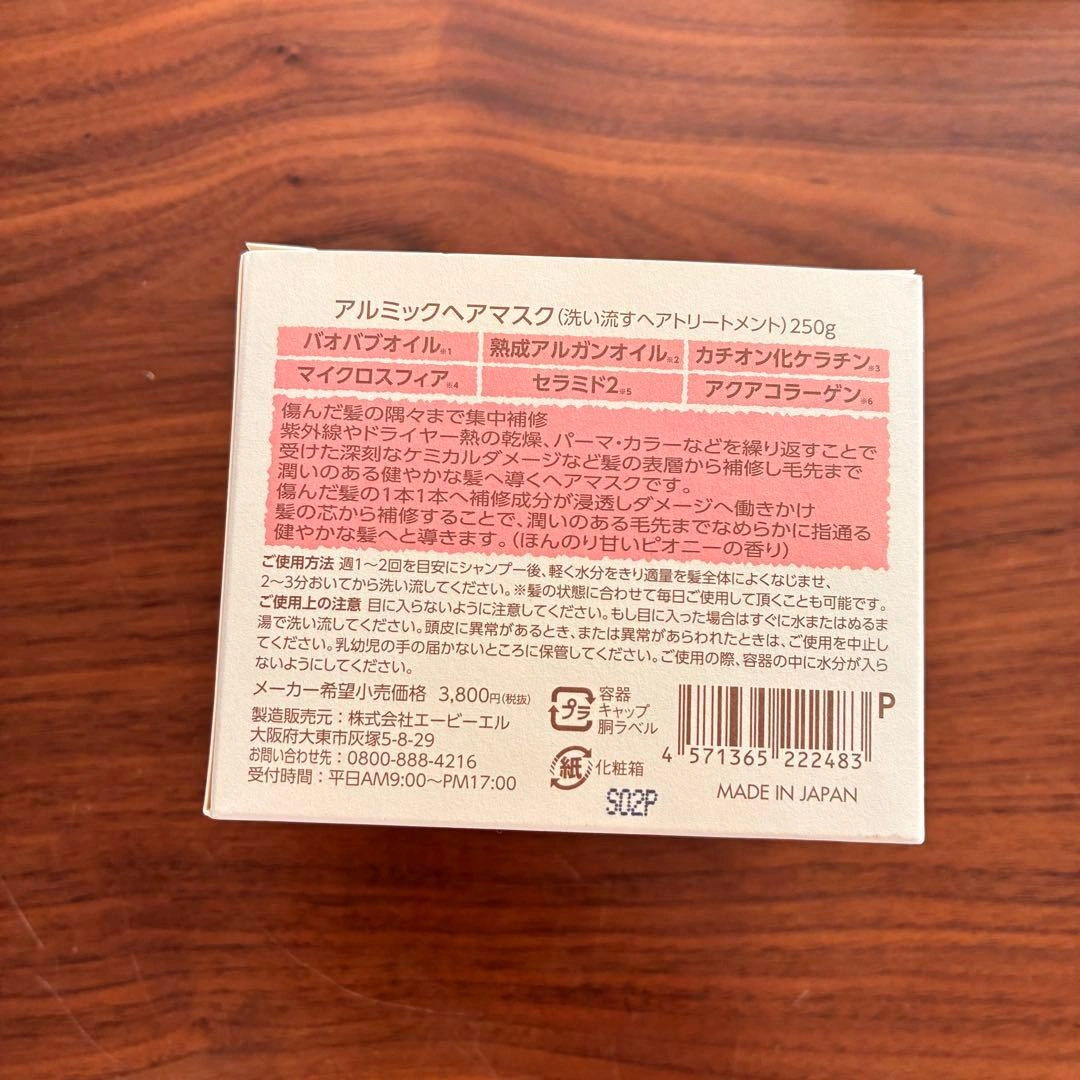 アルミックヘアマスク(洗い流すヘアトリートメント)250g
バオバブオイル※1 熟成アルガンオイル※2 カチオン化ケラチン※3
マイクロスフィア※4 セラミド2※5 アクアコラーゲン※6
傷んだ髪の隅々まで集中補修
紫外線やドライヤー熱の乾燥、パーマ・カラーなどを繰り返すことで
受けた深刻なケミカルダメージなど髪の表層から補修し毛先まで
潤いのある健やかな髪へ導くヘアマスクです。
傷んだ髪の1本1本へ補修成分が浸透しダメージへ働きかけ
髪の芯から補修することで、潤いのある毛先までなめらかに指通る
健やかな髪へと導きます。(ほんのり甘いピオニーの香り)
ご使用方法 週1〜2回を目安にシャンプー後、軽く水分をきり適量を髪全体によくなじませ、
2〜3分おいてから洗い流してください。※髪の状態に合わせて毎日ご使用して頂くことも可能です。
ご使用上の注意 目に入らないように注意してください。もし目に入った場合はすぐに水またはぬるま
湯で洗い流してください。頭皮に異常があるとき、または異常があらわれたときは、ご使用を中止し
てください。乳幼児の手の届かないところに保管してください。ご使用の際、容器の中に水分が入ら
ないようにしてください。
メーカー希望小売価格 3,800円(税抜)
製造販売元:株式会社エービーエル
大阪府大東市灰塚5-8-29
お問い合わせ先:0800-888-4216
受付時間:平日AM9:00〜PM17:00
プラ
容器
キャップ
胴ラベル
紙 化粧箱
S02P
P
4 571365 222483
MADE IN JAPAN